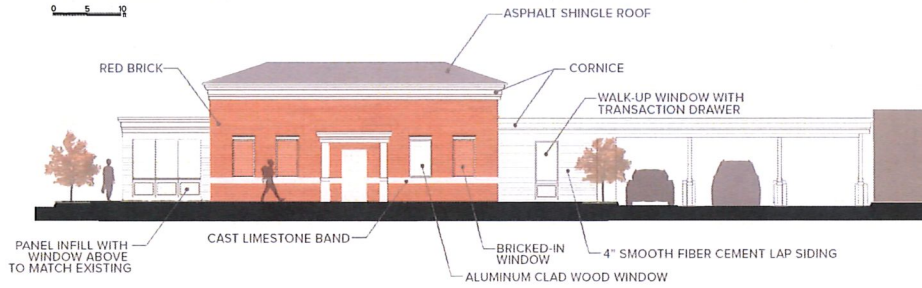 0 5 10
ft
ASPHALT SHINGLE ROOF
RED BRICK
CORNICE
WALK-UP WINDOW WITH
TRANSACTION DRAWER
PANEL INFILL WITH
WINDOW ABOVE
TO MATCH EXISTING
CAST LIMESTONE BAND
BRICKED-IN
WINDOW
4" SMOOTH FIBER CEMENT LAP SIDING
ALUMINUM CLAD WOOD WINDOW